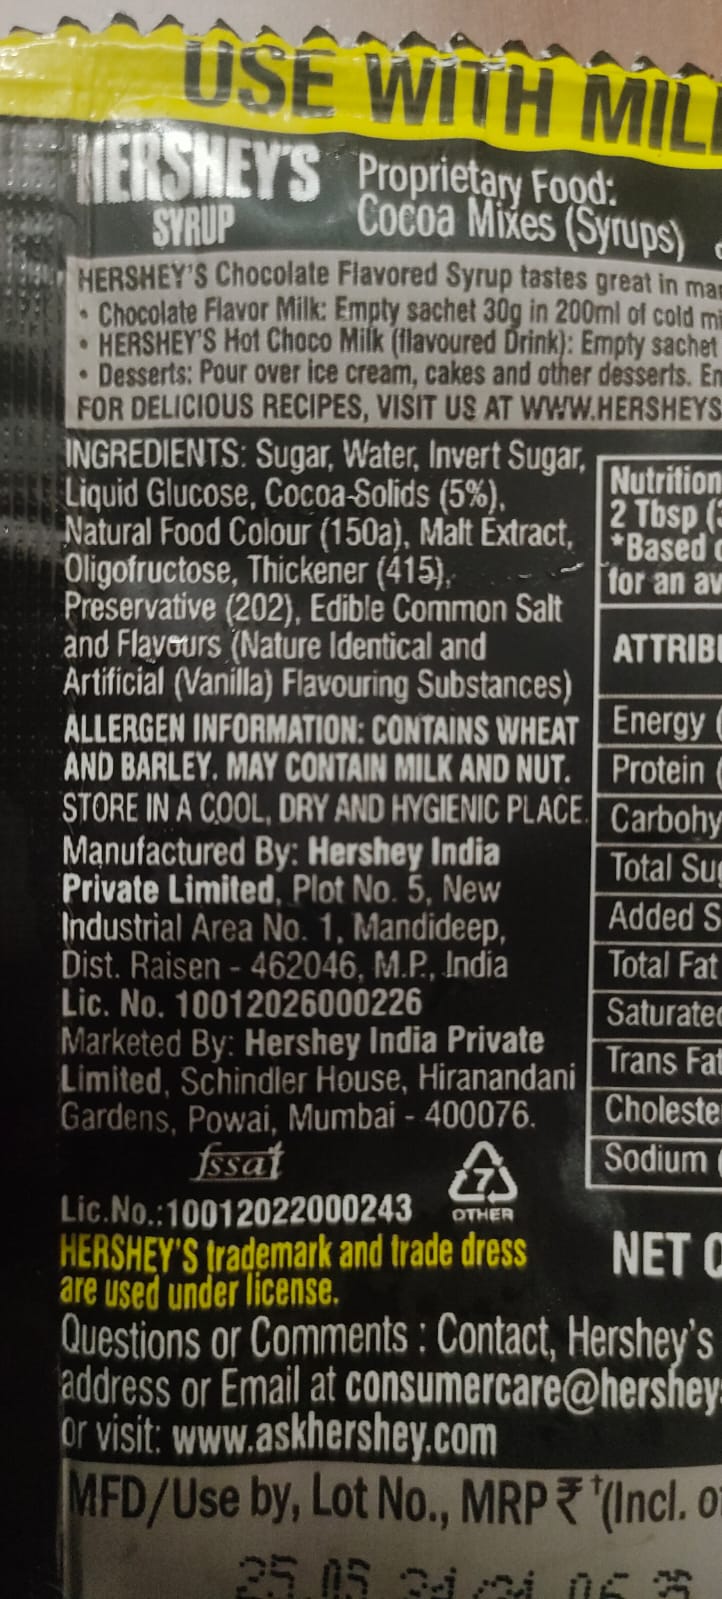 USE WITH MIL
HERSHEY'S
SYRUP
Proprietary Food:
Cocoa Mixes (Syrups)
HERSHEY'S Chocolate Flavored Syrup tastes great in ma
• Chocolate Flavor Milk: Empty sachet 30g in 200ml of cold mi
• HERSHEY'S Hot Choco Milk (flavoured Drink): Empty sachet
• Desserts: Pour over ice cream, cakes and other desserts. En
FOR DELICIOUS RECIPES, VISIT US AT WWW.HERSHEYS
INGREDIENTS: Sugar, Water, Invert Sugar,
Liquid Glucose, Cocoa-Solids (5%),
Natural Food Colour (150a), Malt Extract,
Oligofructose, Thickener (415),
Preservative (202), Edible Common Salt
and Flavours (Nature Identical and
Artificial (Vanilla) Flavouring Substances)
ALLERGEN INFORMATION: CONTAINS WHEAT
AND BARLEY. MAY CONTAIN MILK AND NUT.
STORE IN A COOL, DRY AND HYGIENIC PLACE.
Manufactured By: Hershey India
Private Limited, Plot No. 5, New
Industrial Area No. 1, Mandideep,
Dist. Raisen - 462046, M.P., India
Lic. No. 10012026000226
Marketed By: Hershey India Private
Limited, Schindler House, Hiranandani
Gardens, Powai, Mumbai - 400076.
fssai
Lic.No.:10012022000243
7
OTHER
HERSHEY'S trademark and trade dress
are used under license.
Nutrition
2 Tbsp (
*Based o
for an av
ATTRIBU
Energy (
Protein (
Carbohy
Total Sug
Added S
Total Fat
Saturated
Trans Fat
Choleste
Sodium (
NET C
Questions or Comments : Contact, Hershey's
address or Email at consumercare@hershey
or visit: www.askhershey.com
MFD/Use by, Lot No., MRP ₹ †(Incl. o